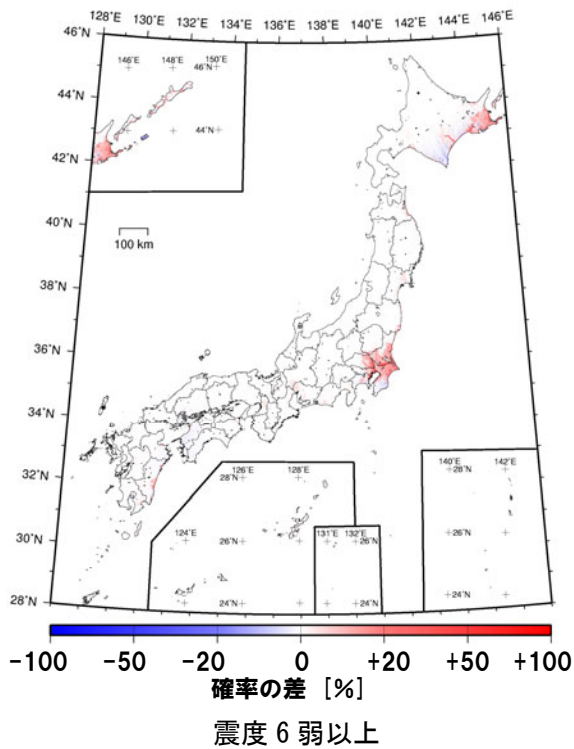 128°E 130°E 132°E 134°E 136°E 138°E 140°E 142°E 144°E 146°E
46°N
146°E 148°E 150°E
46°N
44°N
44°N
42°N
40°N
100 km
38°N
36°N
34°N
32°N
126°E 128°E
28°N
140°E 142°E
28°N
30°N
124°E
26°N
131°E 132°E
26°N
26°N
28°N
24°N
24°N
24°N
-100 -50 -20 0 +20 +50 +100
確率の差 [%]
震度6弱以上